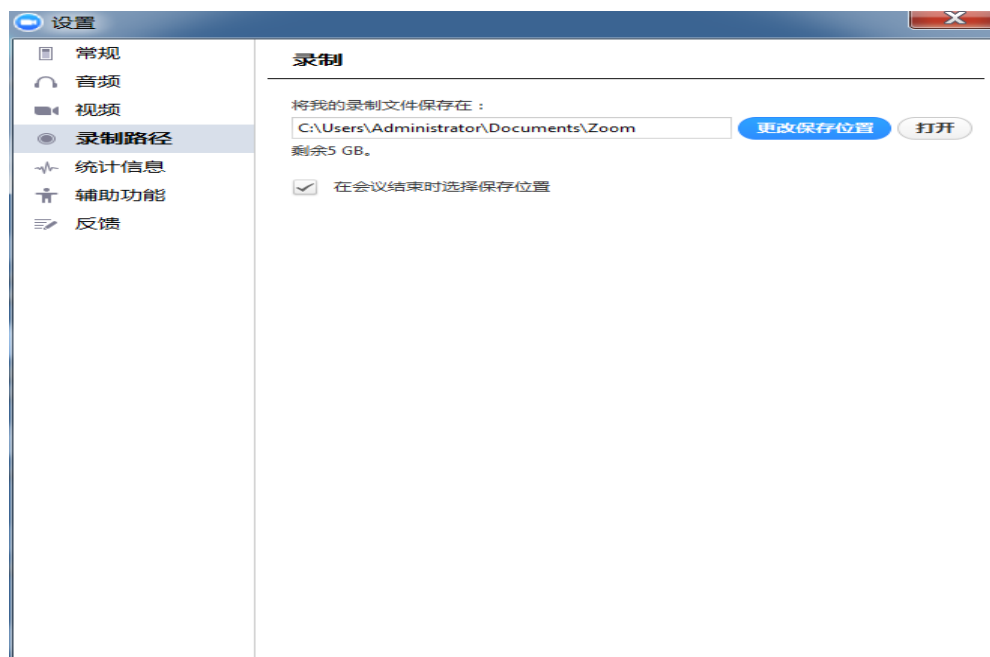 设置
常规
音频
视频
录制路径
统计信息
辅助功能
反馈
录制
将我的录制文件保存在：
C:\Users\Administrator\Documents\Zoom 更改保存位置 打开
剩余5 GB。
在会议结束时选择保存位置